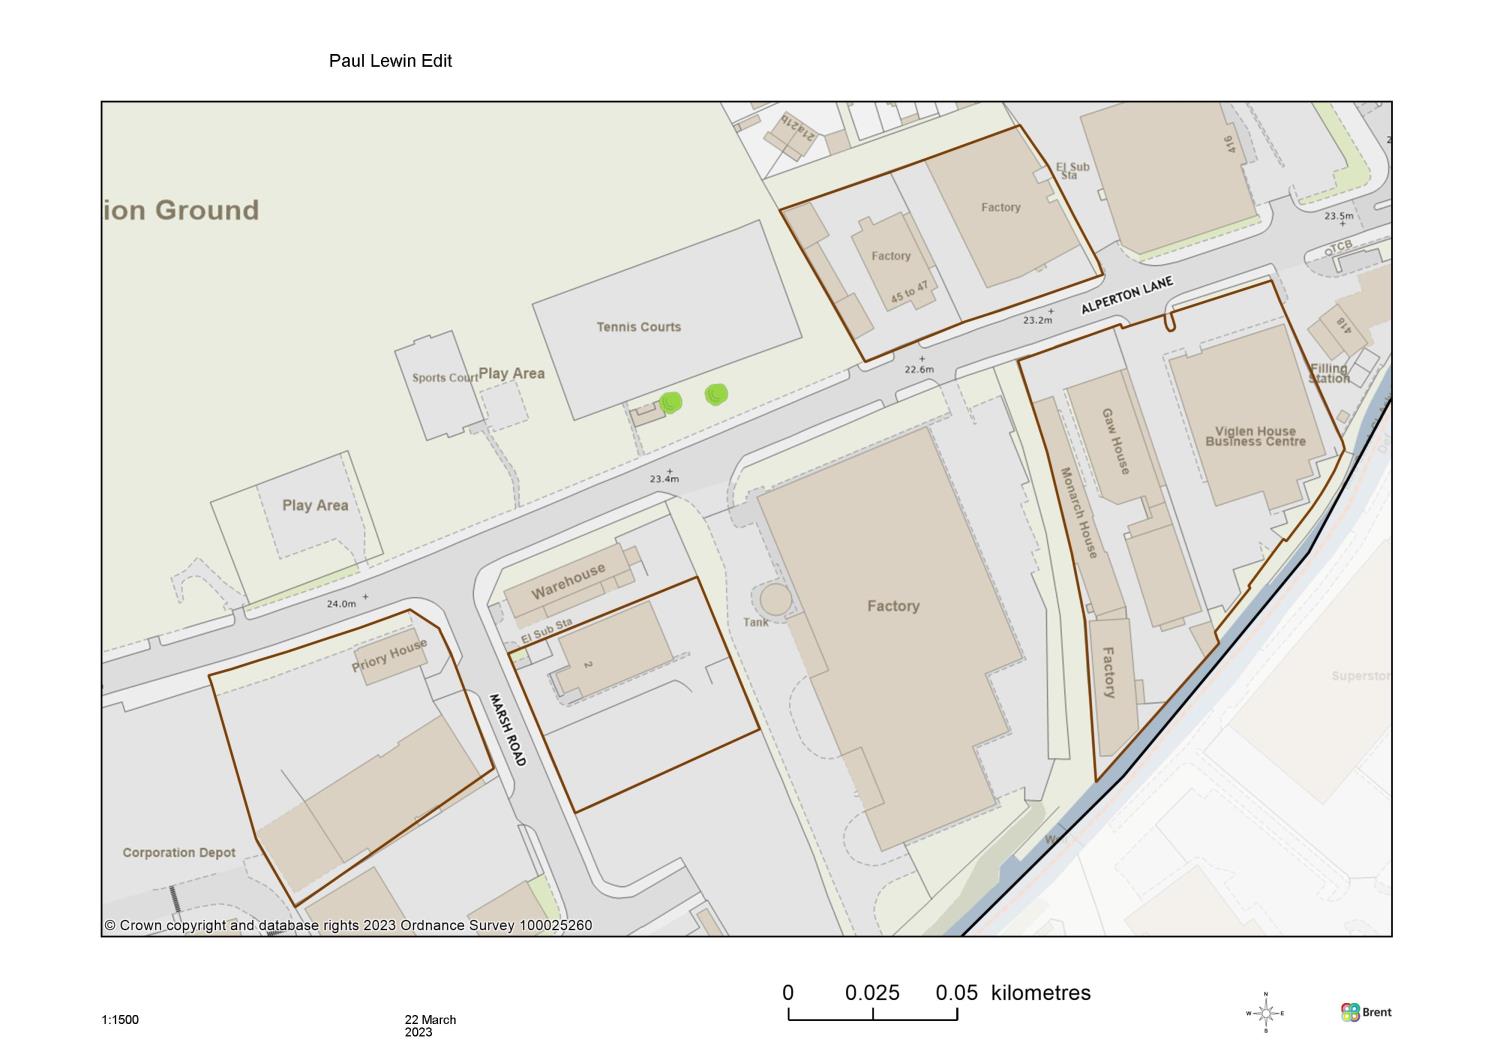 Paul Lewin Edit
21a21b
416
El Sub
Sta
ion Ground
Factory
23.5m
TCB
Factory
45 to 47
ALPERTON LANE
23.2m
418
Tennis Courts
22.6m
Filling
Station
Sports Court
Play Area
Gaw House
Viglen House
Business Centre
23.4m
Monarch House
Play Area
Warehouse
24.0m
Factory
Tank
El Sub Sta
Priory House
2
Factory
Superstor
MARSH ROAD
Corporation Depot
© Crown copyright and database rights 2023 Ordnance Survey 100025260
0 0.025 0.05 kilometres
1:1500
22 March
2023
N
W E
S
Brent